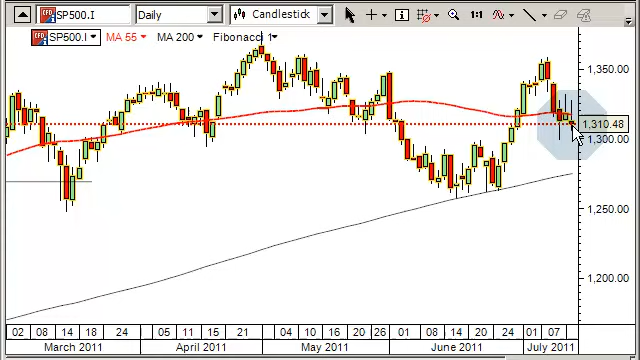 SP500.I Daily Candlestick 1:1
CFD SP500.I MA 55 MA 200 Fibonacci 1
1,350.00
1,310.48
1,300.00
1,250.00
1,200.00
02 08 14 18 24 04 11 15 21 04 10 16 20 26 01 08 14 20 24 01 07
March 2011 April 2011 May 2011 June 2011 July 2011